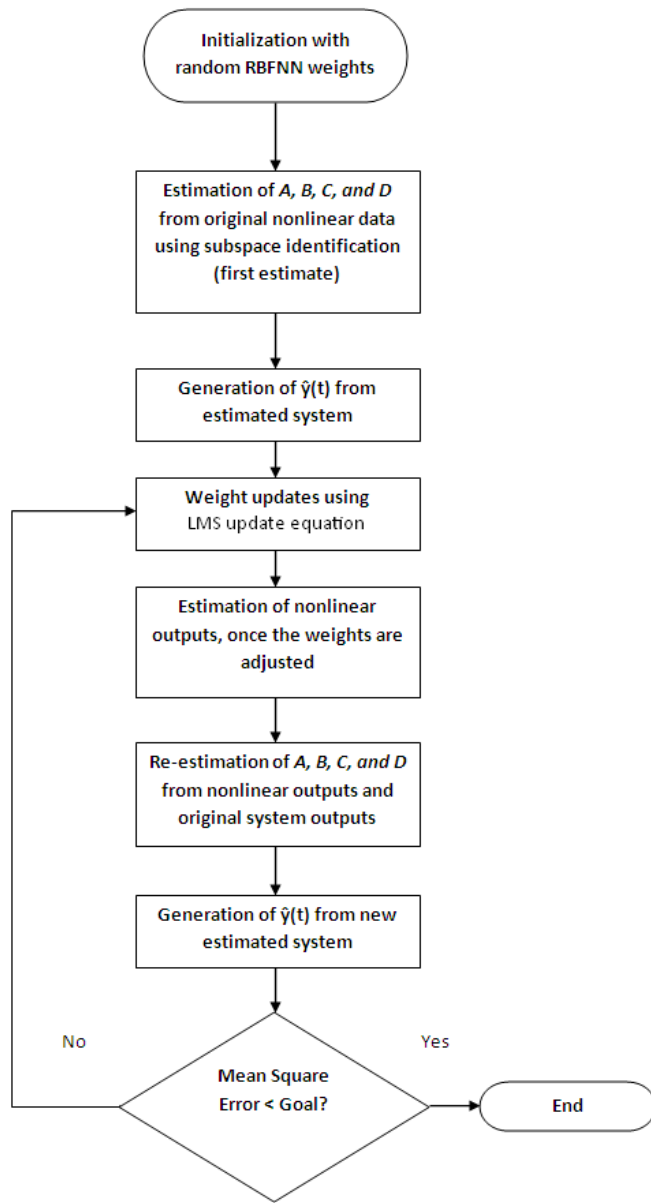 Initialization with
random RBFNN weights
Estimation of A, B, C, and D
from original nonlinear data
using subspace identification
(first estimate)
Generation of ŷ(t) from
estimated system
Weight updates using
LMS update equation
Estimation of nonlinear
outputs, once the weights are
adjusted
Re-estimation of A, B, C, and D
from nonlinear outputs and
original system outputs
Generation of ŷ(t) from new
estimated system
No
Yes
Mean Square
Error < Goal?
End